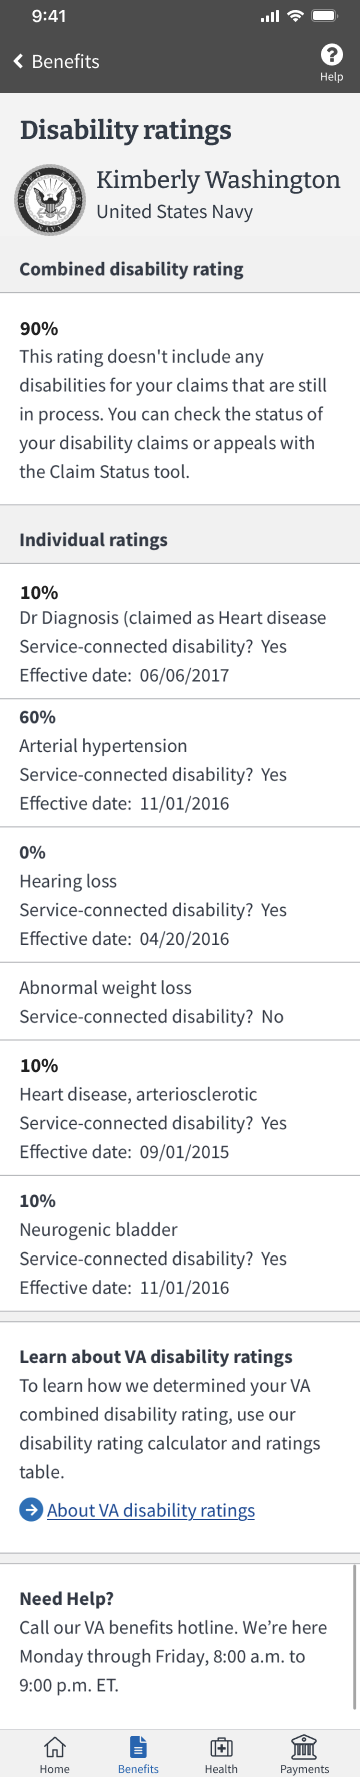 9:41
Benefits
Help
Disability ratings
Kimberly Washington
United States Navy
UNITED STATES
NAVY
Combined disability rating
90%
This rating doesn't include any
disabilities for your claims that are still
in process. You can check the status of
your disability claims or appeals with
the Claim Status tool.
Individual ratings
10%
Dr Diagnosis (claimed as Heart disease
Service-connected disability?  Yes
Effective date:  06/06/2017
60%
Arterial hypertension
Service-connected disability?  Yes
Effective date:  11/01/2016
0%
Hearing loss
Service-connected disability?  Yes
Effective date:  04/20/2016
Abnormal weight loss
Service-connected disability?  No
10%
Heart disease, arteriosclerotic
Service-connected disability?  Yes
Effective date:  09/01/2015
10%
Neurogenic bladder
Service-connected disability?  Yes
Effective date:  11/01/2016
Learn about VA disability ratings
To learn how we determined your VA
combined disability rating, use our
disability rating calculator and ratings
table.
About VA disability ratings
Need Help?
Call our VA benefits hotline. We’re here
Monday through Friday, 8:00 a.m. to
9:00 p.m. ET.
Home
Benefits
Health
Payments